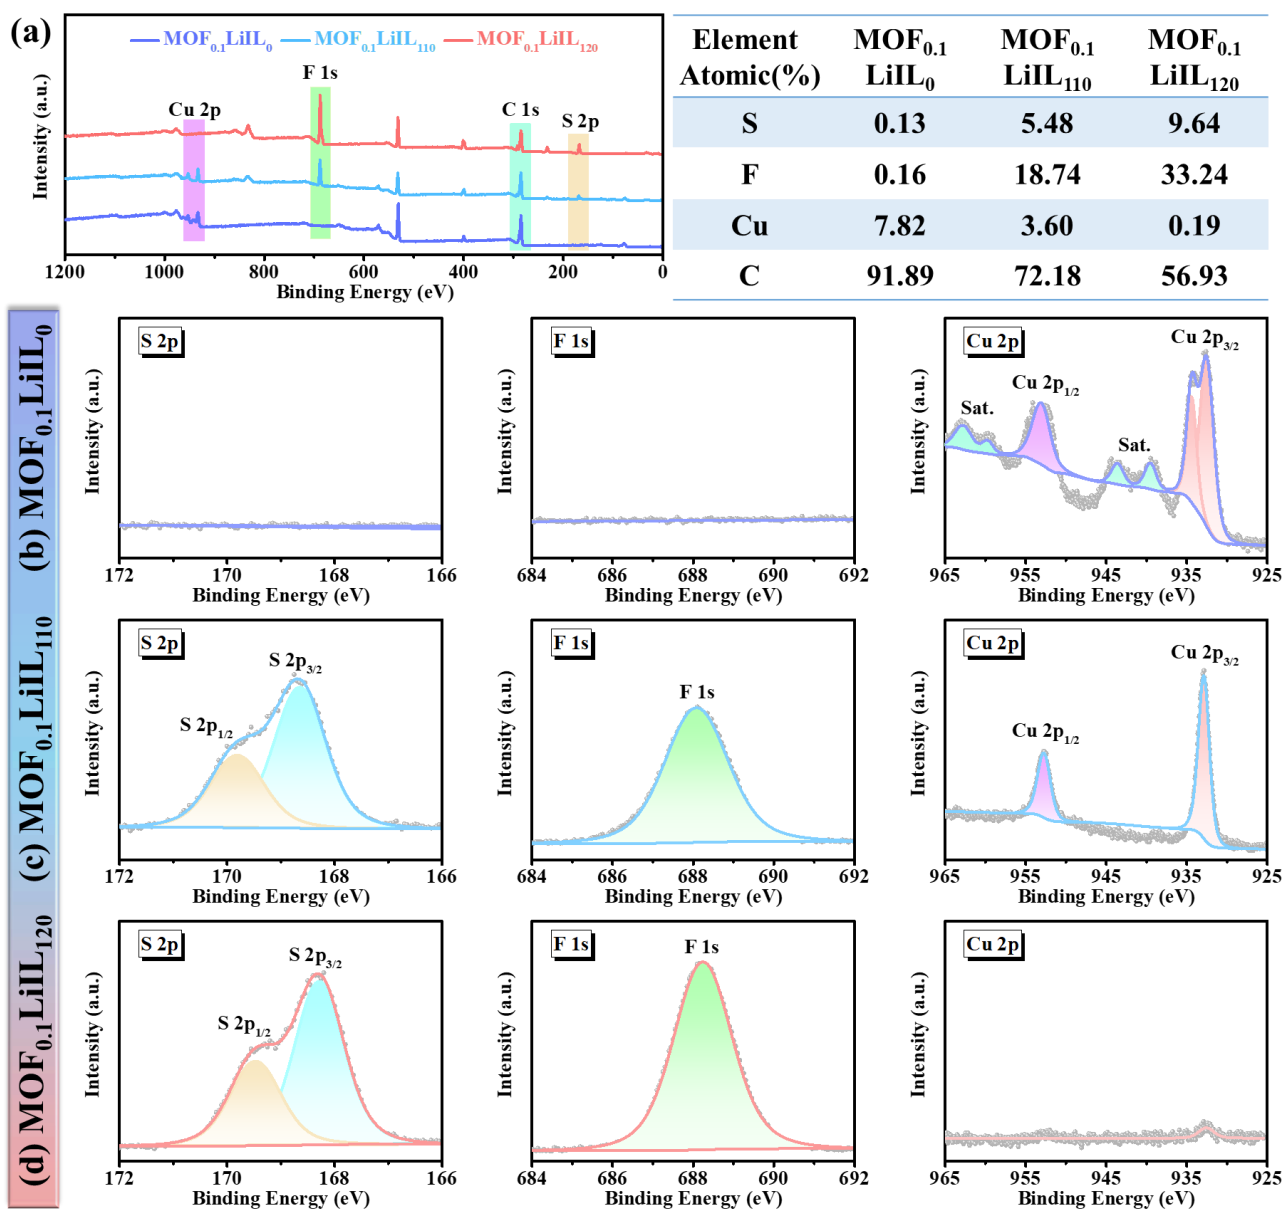 (a)
MOF0.1LiIL0 MOF0.1LiIL110 MOF0.1LiIL120
F 1s
Cu 2p
C 1s
S 2p
Intensity (a.u.)
1200 1000 800 600 400 200 0
Binding Energy (eV)
Element Atomic(%) MOF0.1 LiIL0 MOF0.1 LiIL110 MOF0.1 LiIL120
S 0.13 5.48 9.64
F 0.16 18.74 33.24
Cu 7.82 3.60 0.19
C 91.89 72.18 56.93
(b) MOF0.1LiIL0
S 2p
Intensity (a.u.)
172 170 168 166
Binding Energy (eV)
F 1s
Intensity (a.u.)
684 686 688 690 692
Binding Energy (eV)
Cu 2p
Cu 2p3/2
Cu 2p1/2
Sat.
Sat.
Intensity (a.u.)
965 955 945 935 925
Binding Energy (eV)
(c) MOF0.1LiIL110
S 2p
S 2p3/2
S 2p1/2
Intensity (a.u.)
172 170 168 166
Binding Energy (eV)
F 1s
F 1s
Intensity (a.u.)
684 686 688 690 692
Binding Energy (eV)
Cu 2p
Cu 2p3/2
Cu 2p1/2
Intensity (a.u.)
965 955 945 935 925
Binding Energy (eV)
(d) MOF0.1LiIL120
S 2p
S 2p3/2
S 2p1/2
Intensity (a.u.)
172 170 168 166
Binding Energy (eV)
F 1s
F 1s
Intensity (a.u.)
684 686 688 690 692
Binding Energy (eV)
Cu 2p
Intensity (a.u.)
965 955 945 935 925
Binding Energy (eV)